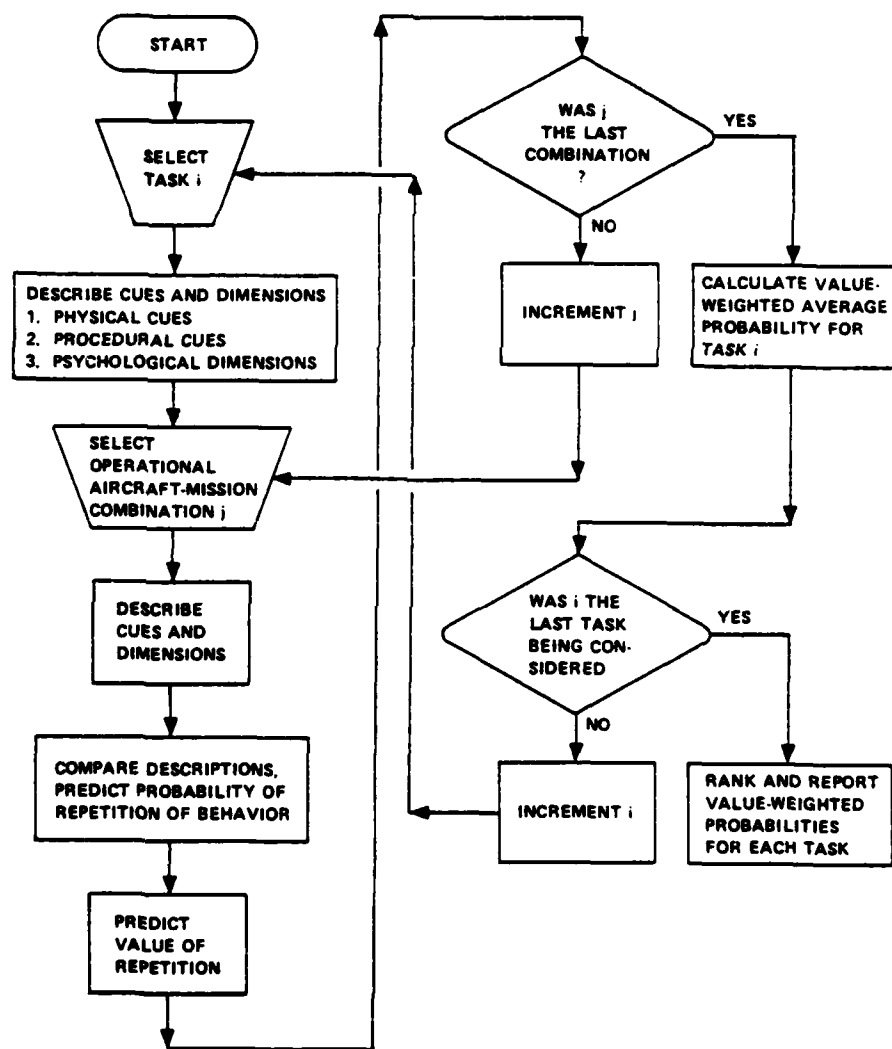 START
SELECT
TASK i
DESCRIBE CUES AND DIMENSIONS
1. PHYSICAL CUES
2. PROCEDURAL CUES
3. PSYCHOLOGICAL DIMENSIONS
SELECT
OPERATIONAL
AIRCRAFT-MISSION
COMBINATION j
DESCRIBE
CUES AND
DIMENSIONS
COMPARE DESCRIPTIONS,
PREDICT PROBABILITY OF
REPETITION OF BEHAVIOR
PREDICT
VALUE OF
REPETITION
WAS j
THE LAST
COMBINATION
?
YES
NO
INCREMENT j
CALCULATE VALUE-
WEIGHTED AVERAGE
PROBABILITY FOR
TASK i
WAS i THE
LAST TASK
BEING CON-
SIDERED
YES
NO
INCREMENT i
RANK AND REPORT
VALUE-WEIGHTED
PROBABILITIES
FOR EACH TASK